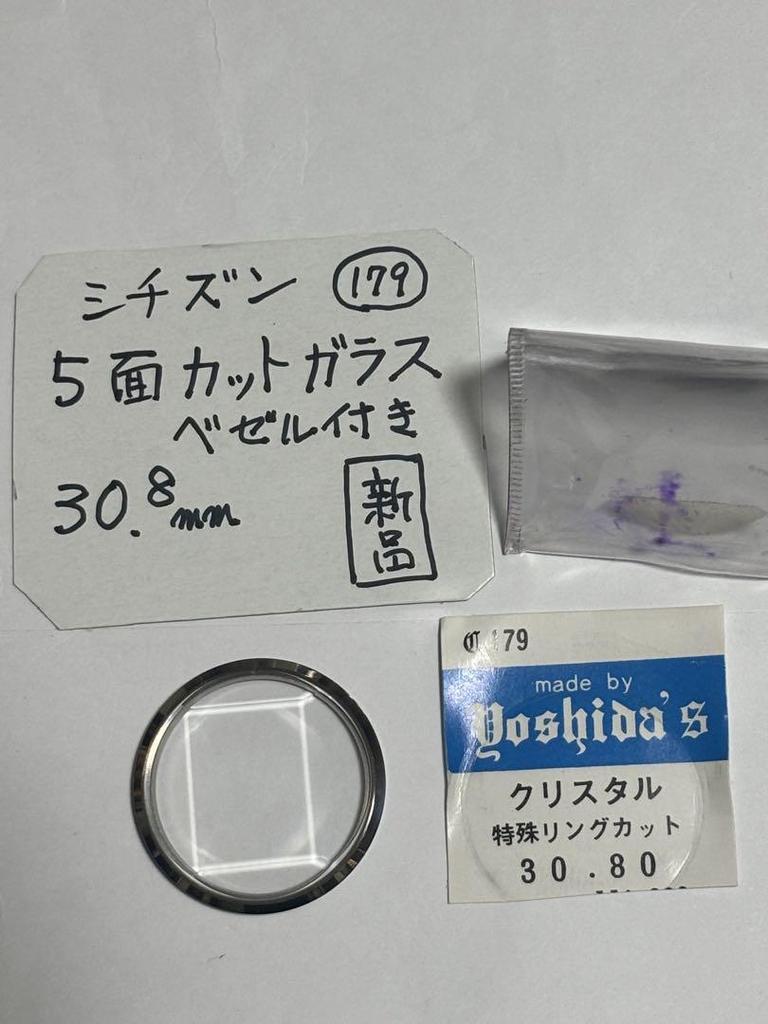 シチズン 179
5面カットガラス
ベゼル付き
30.8mm
新品
C 179
made by
Yoshida's
クリスタル
特殊リングカット
30.80